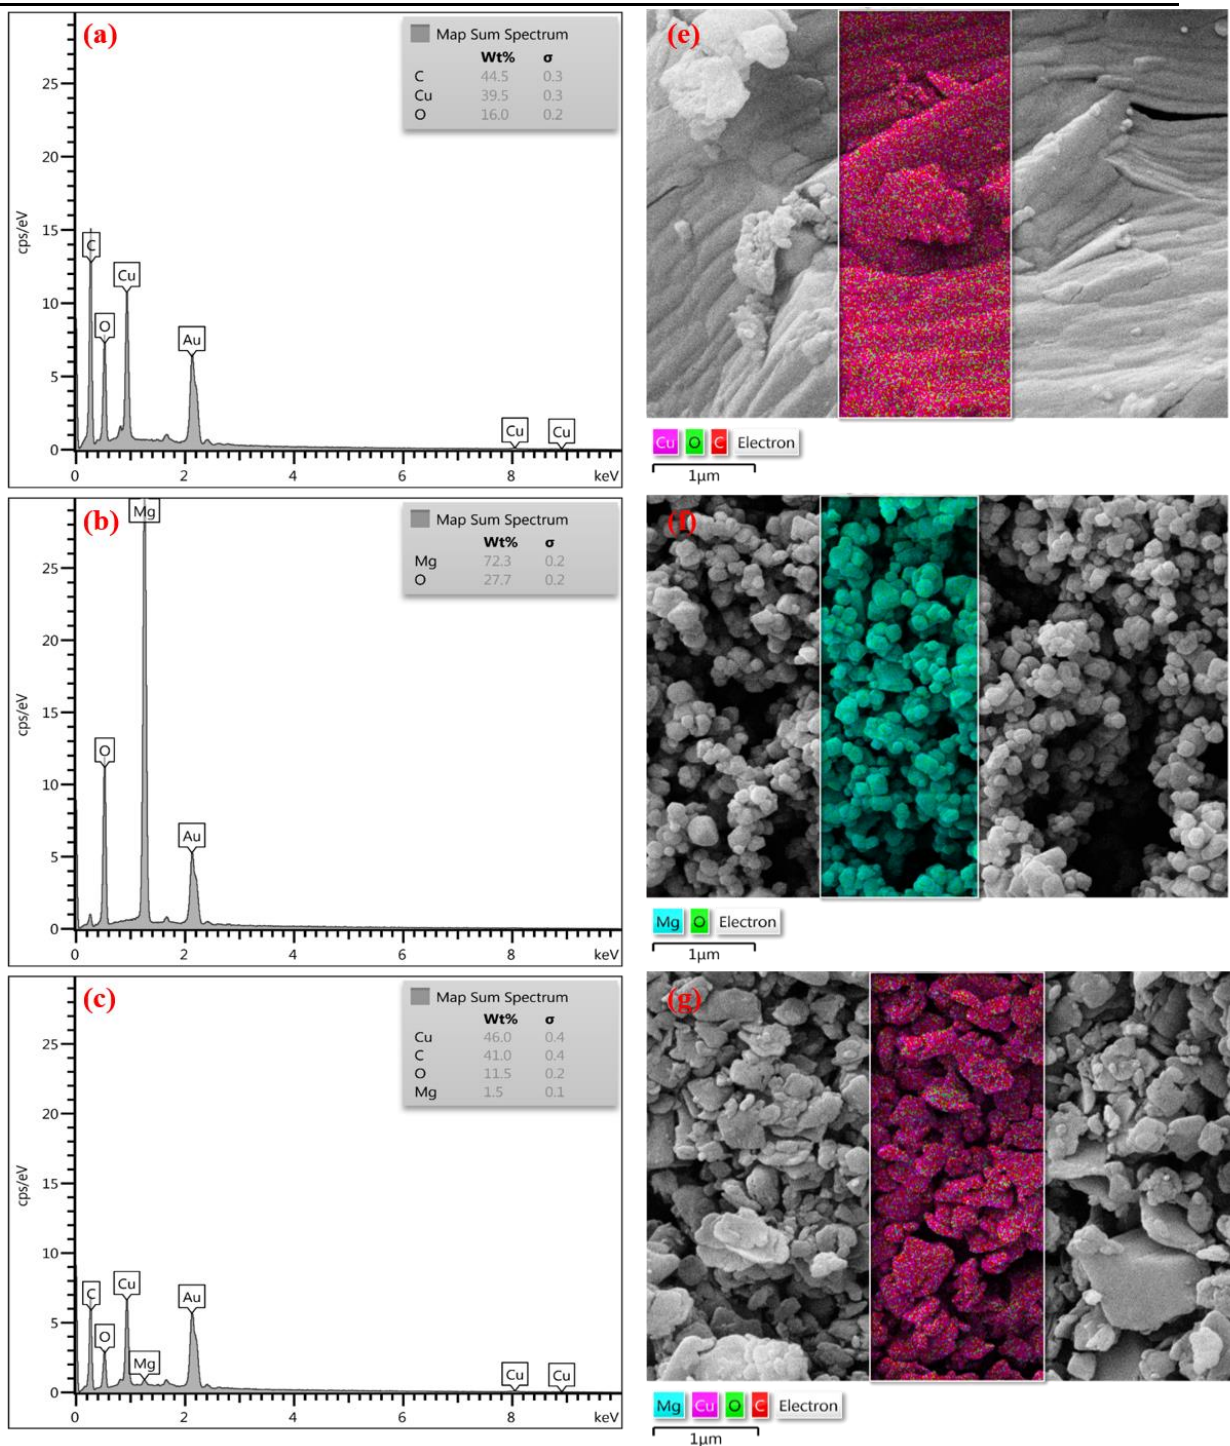 (a)
Map Sum Spectrum
Wt% σ
C 44.5 0.3
Cu 39.5 0.3
O 16.0 0.2
25
20
15
10
5
0
cps/eV
C
O
Cu
Au
Cu
Cu
0 2 4 6 8 keV
(e)
Cu O C Electron
1µm
(b)
Map Sum Spectrum
Wt% σ
Mg 72.3 0.2
O 27.7 0.2
25
20
15
10
5
0
cps/eV
Mg
O
Au
0 2 4 6 8 keV
(f)
Mg O Electron
1µm
(c)
Map Sum Spectrum
Wt% σ
Cu 46.0 0.4
C 41.0 0.4
O 11.5 0.2
Mg 1.5 0.1
25
20
15
10
5
0
cps/eV
C
O
Cu
Mg
Au
Cu
Cu
0 2 4 6 8 keV
(g)
Mg Cu O C Electron
1µm